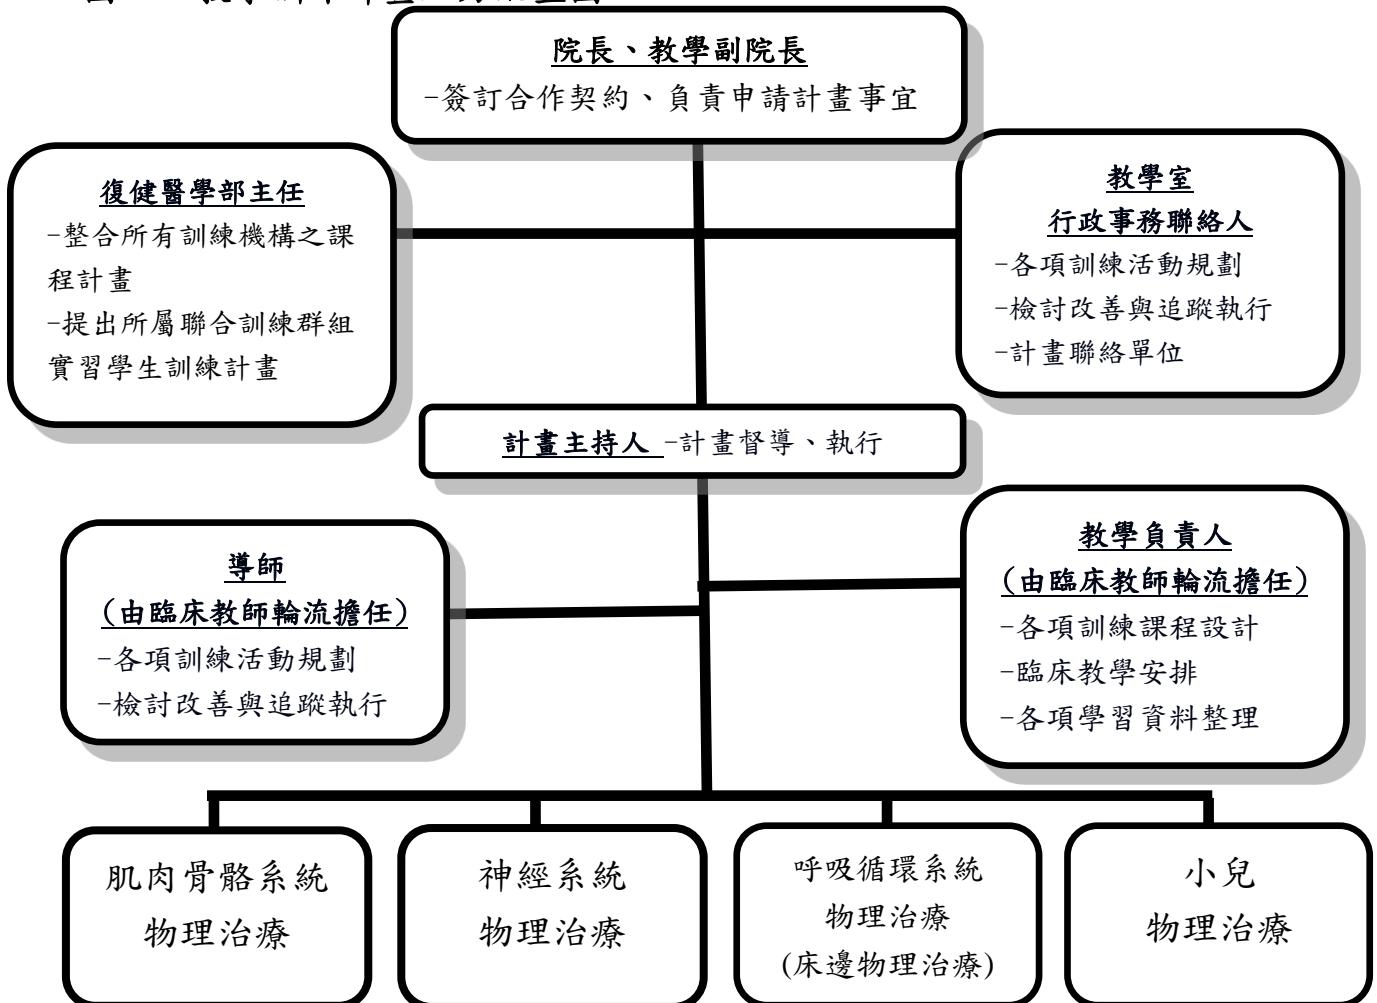 院長、教學副院長
-簽訂合作契約、負責申請計畫事宜
復健醫學部主任
-整合所有訓練機構之課
程計畫
-提出所屬聯合訓練群組
實習學生訓練計畫
教學室
行政事務聯絡人
-各項訓練活動規劃
-檢討改善與追蹤執行
-計畫聯絡單位
計畫主持人 -計畫督導、執行
導師
（由臨床教師輪流擔任）
-各項訓練活動規劃
-檢討改善與追蹤執行
教學負責人
（由臨床教師輪流擔任）
-各項訓練課程設計
-臨床教學安排
-各項學習資料整理
肌肉骨骼系統
物理治療
神經系統
物理治療
呼吸循環系統
物理治療
(床邊物理治療)
小兒
物理治療